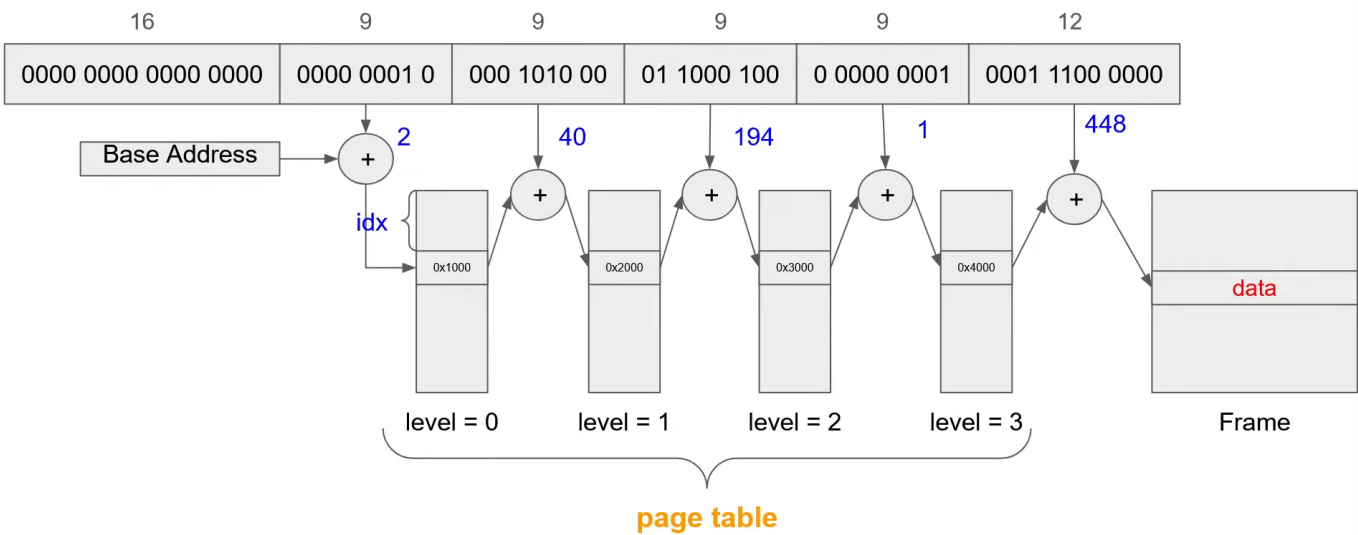 16 9 9 9 9 12
0000 0000 0000 0000 0000 0001 0 000 1010 00 01 1000 100 0 0000 0001 0001 1100 0000
2 40 194 1 448
Base Address + + + + +
idx
0x1000 0x2000 0x3000 0x4000
data
level = 0 level = 1 level = 2 level = 3 Frame
page table